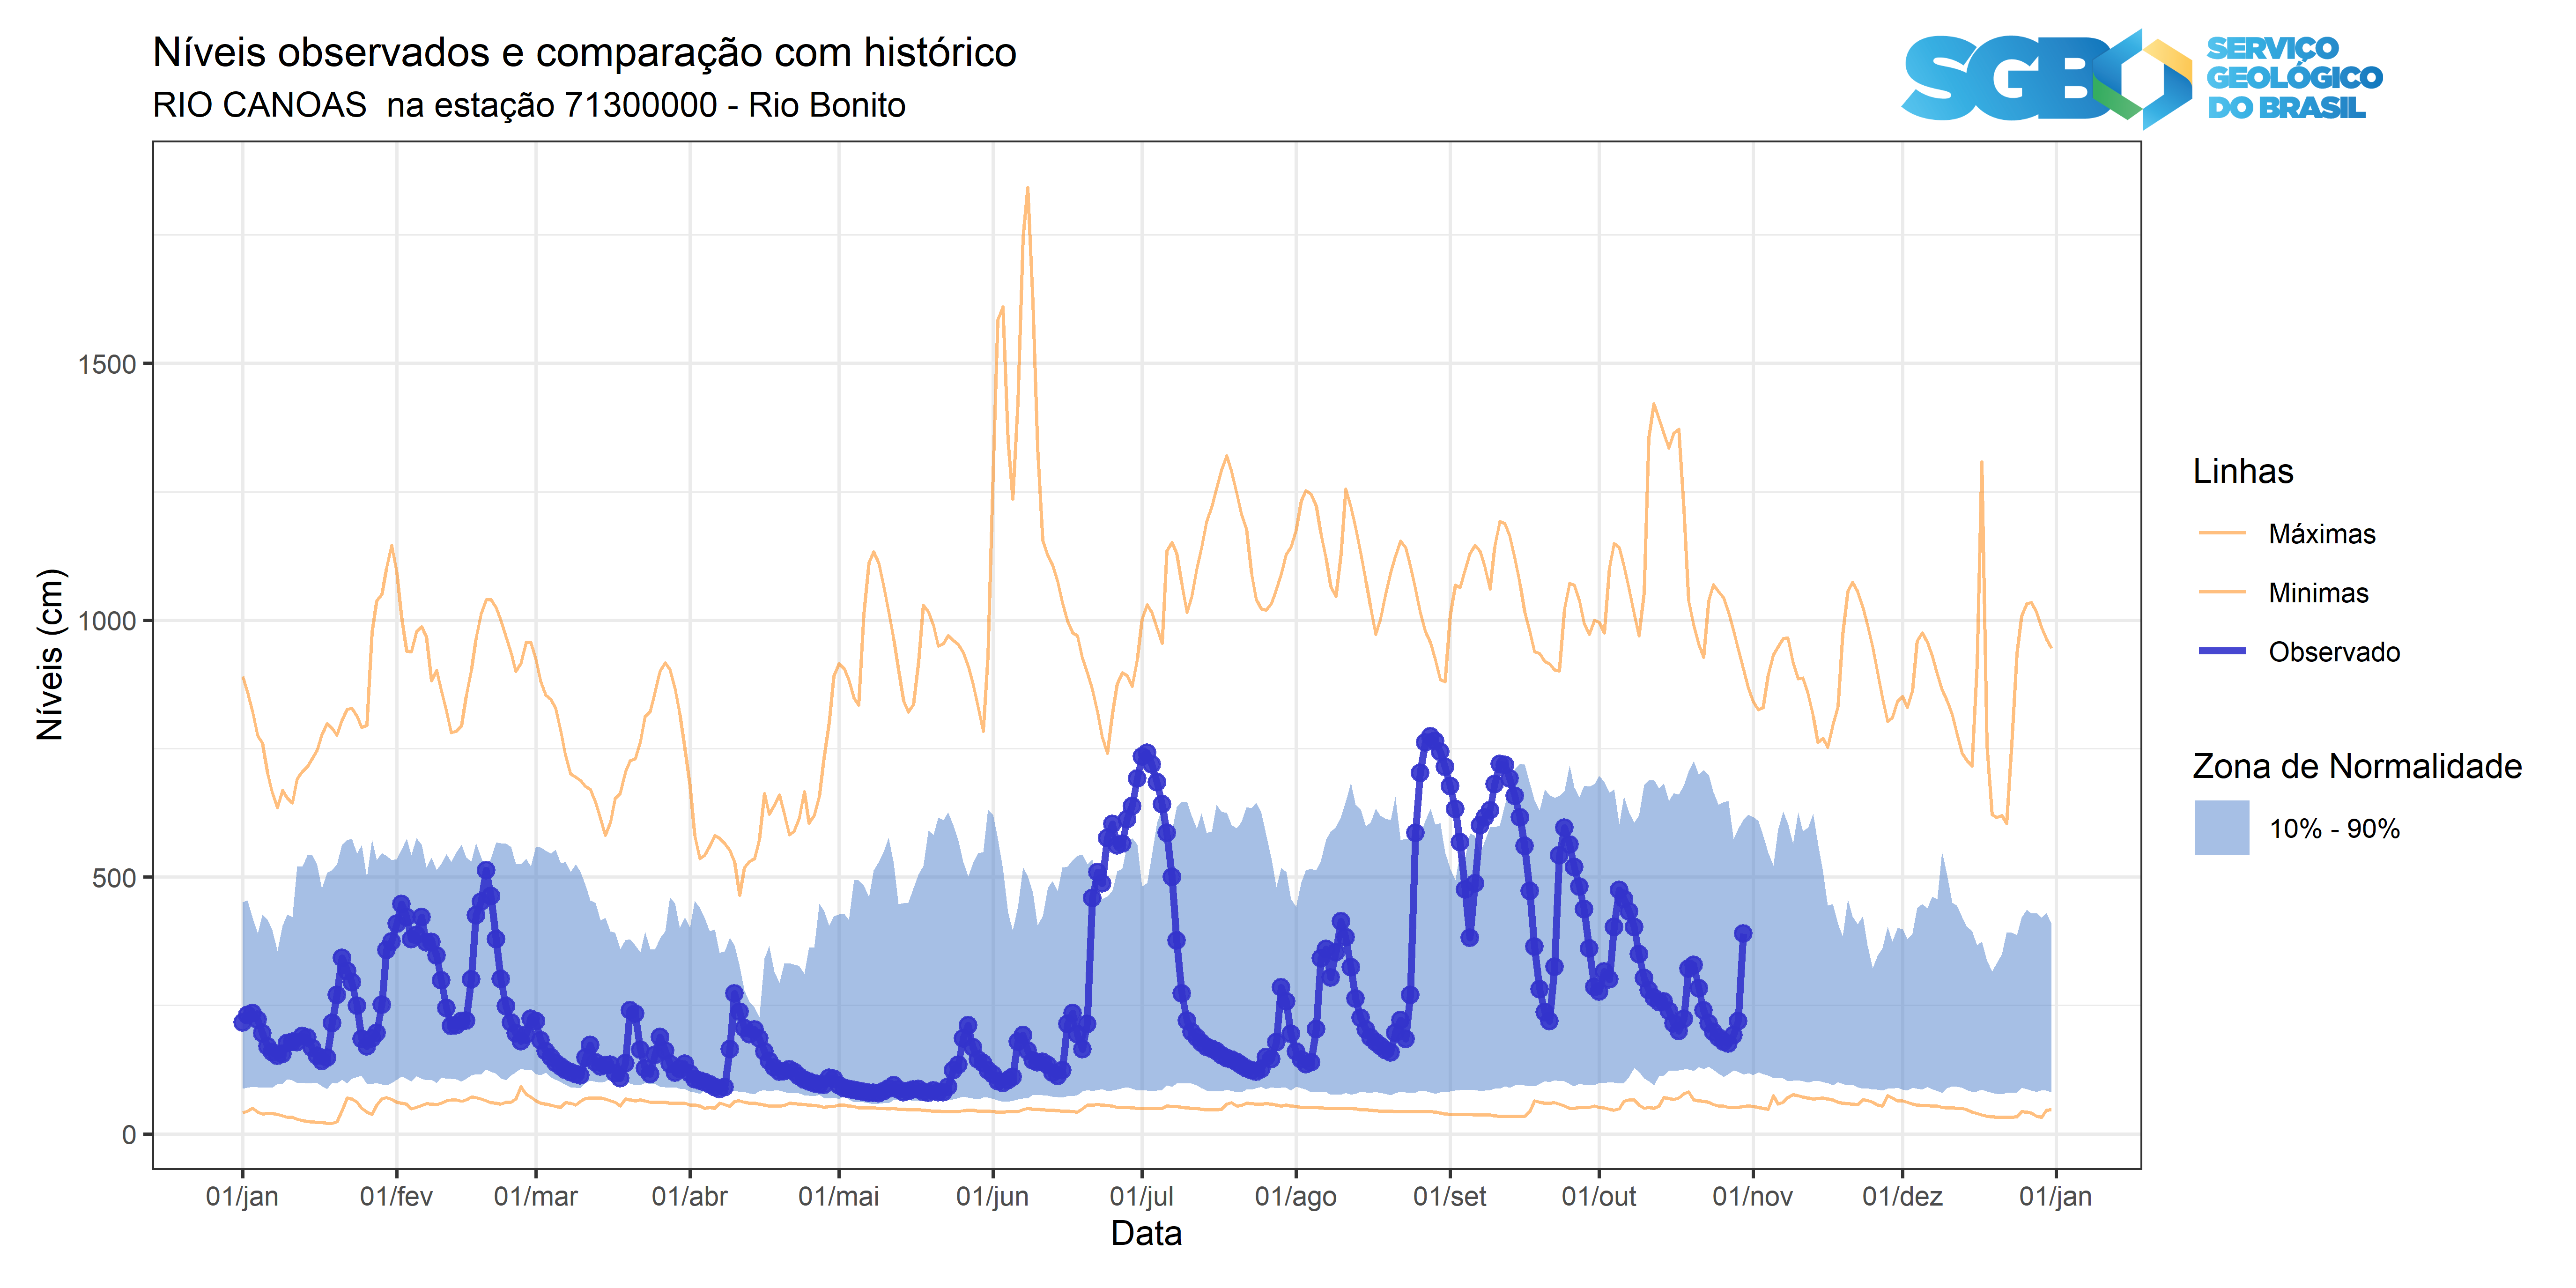 Níveis observados e comparação com histórico
RIO CANOAS  na estação 71300000 - Rio Bonito
SGB
SERVIÇO
GEOLÓGICO
DO BRASIL
Níveis (cm)
1500
1000
500
0
01/jan
01/fev
01/mar
01/abr
01/mai
01/jun
01/jul
01/ago
01/set
01/out
01/nov
01/dez
01/jan
Data
Linhas
Máximas
Minimas
Observado
Zona de Normalidade
10% - 90%